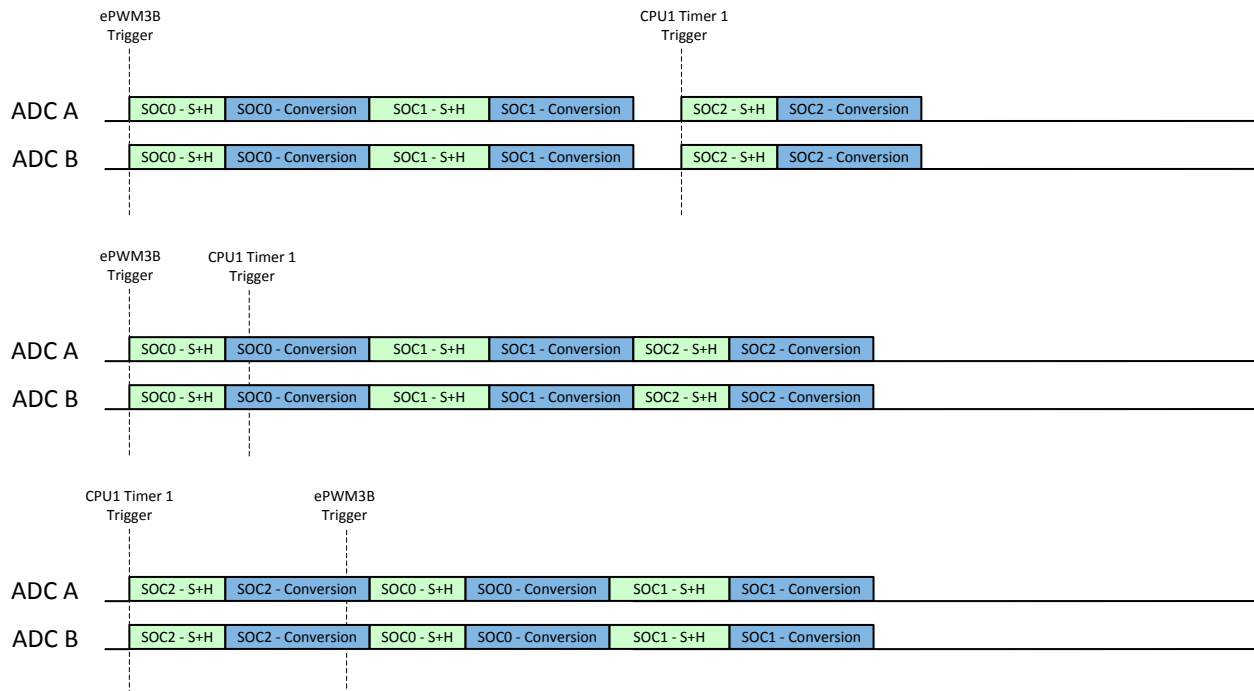 ePWM3B
Trigger
CPU1 Timer 1
Trigger
ADC A
SOC0 - S+H
SOC0 - Conversion
SOC1 - S+H
SOC1 - Conversion
SOC2 - S+H
SOC2 - Conversion
ADC B
SOC0 - S+H
SOC0 - Conversion
SOC1 - S+H
SOC1 - Conversion
SOC2 - S+H
SOC2 - Conversion
ePWM3B
Trigger
CPU1 Timer 1
Trigger
ADC A
SOC0 - S+H
SOC0 - Conversion
SOC1 - S+H
SOC1 - Conversion
SOC2 - S+H
SOC2 - Conversion
ADC B
SOC0 - S+H
SOC0 - Conversion
SOC1 - S+H
SOC1 - Conversion
SOC2 - S+H
SOC2 - Conversion
CPU1 Timer 1
Trigger
ePWM3B
Trigger
ADC A
SOC2 - S+H
SOC2 - Conversion
SOC0 - S+H
SOC0 - Conversion
SOC1 - S+H
SOC1 - Conversion
ADC B
SOC2 - S+H
SOC2 - Conversion
SOC0 - S+H
SOC0 - Conversion
SOC1 - S+H
SOC1 - Conversion